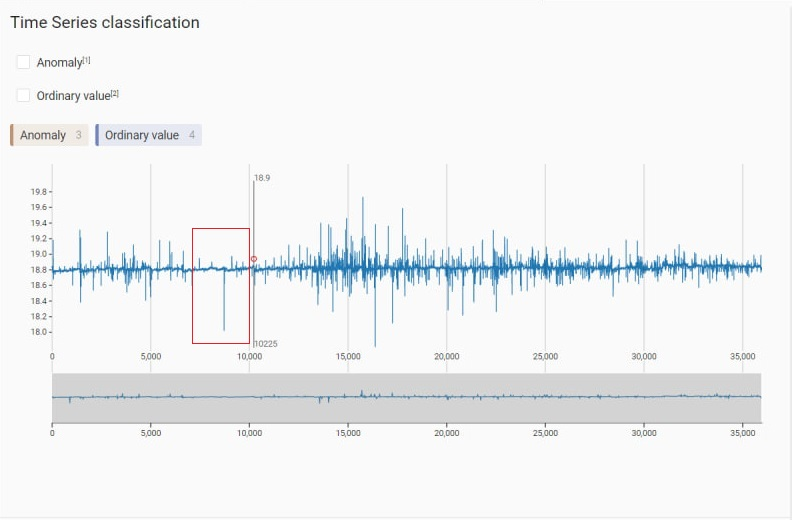 Time Series classification
Anomaly[1]
Ordinary value[2]
Anomaly 3 Ordinary value 4
18.9
19.8
19.6
19.4
19.2
19.0
18.8
18.6
18.4
18.2
18.0
10225
0 5,000 10,000 15,000 20,000 25,000 30,000 35,000
0 5,000 10,000 15,000 20,000 25,000 30,000 35,000